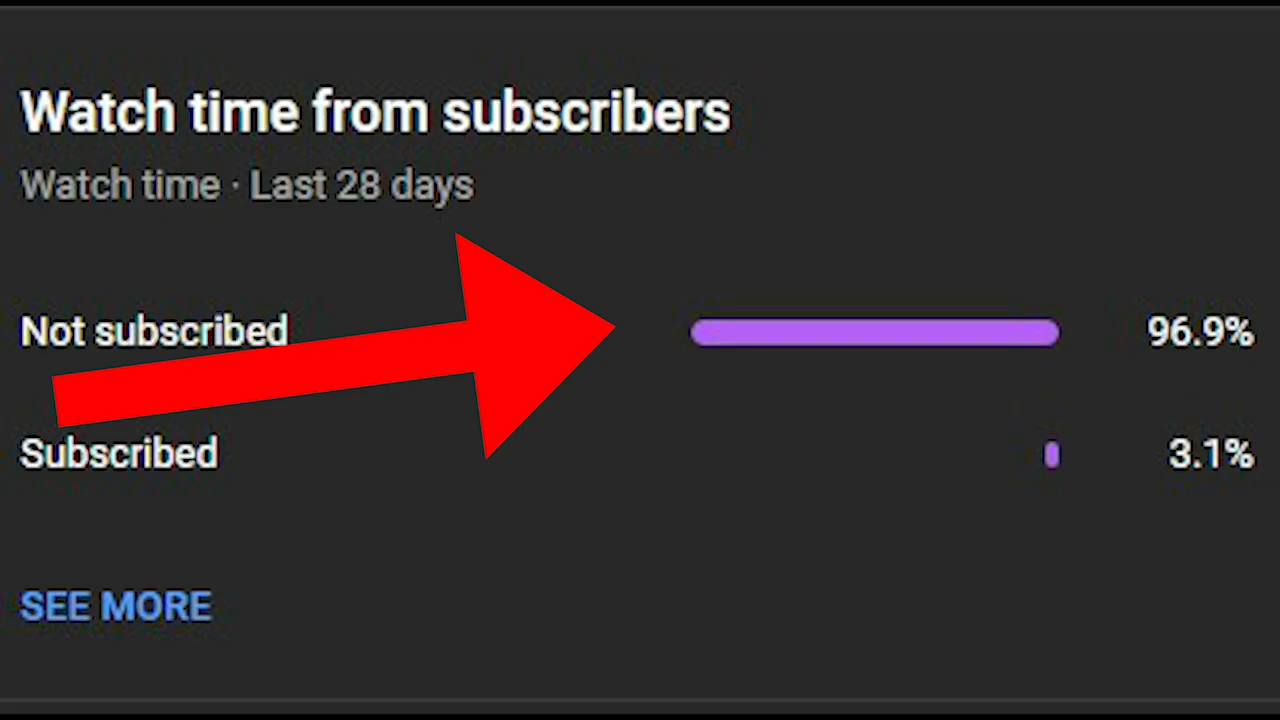 Watch time from subscribers
Watch time · Last 28 days
Not subscribed 96.9%
Subscribed 3.1%
SEE MORE